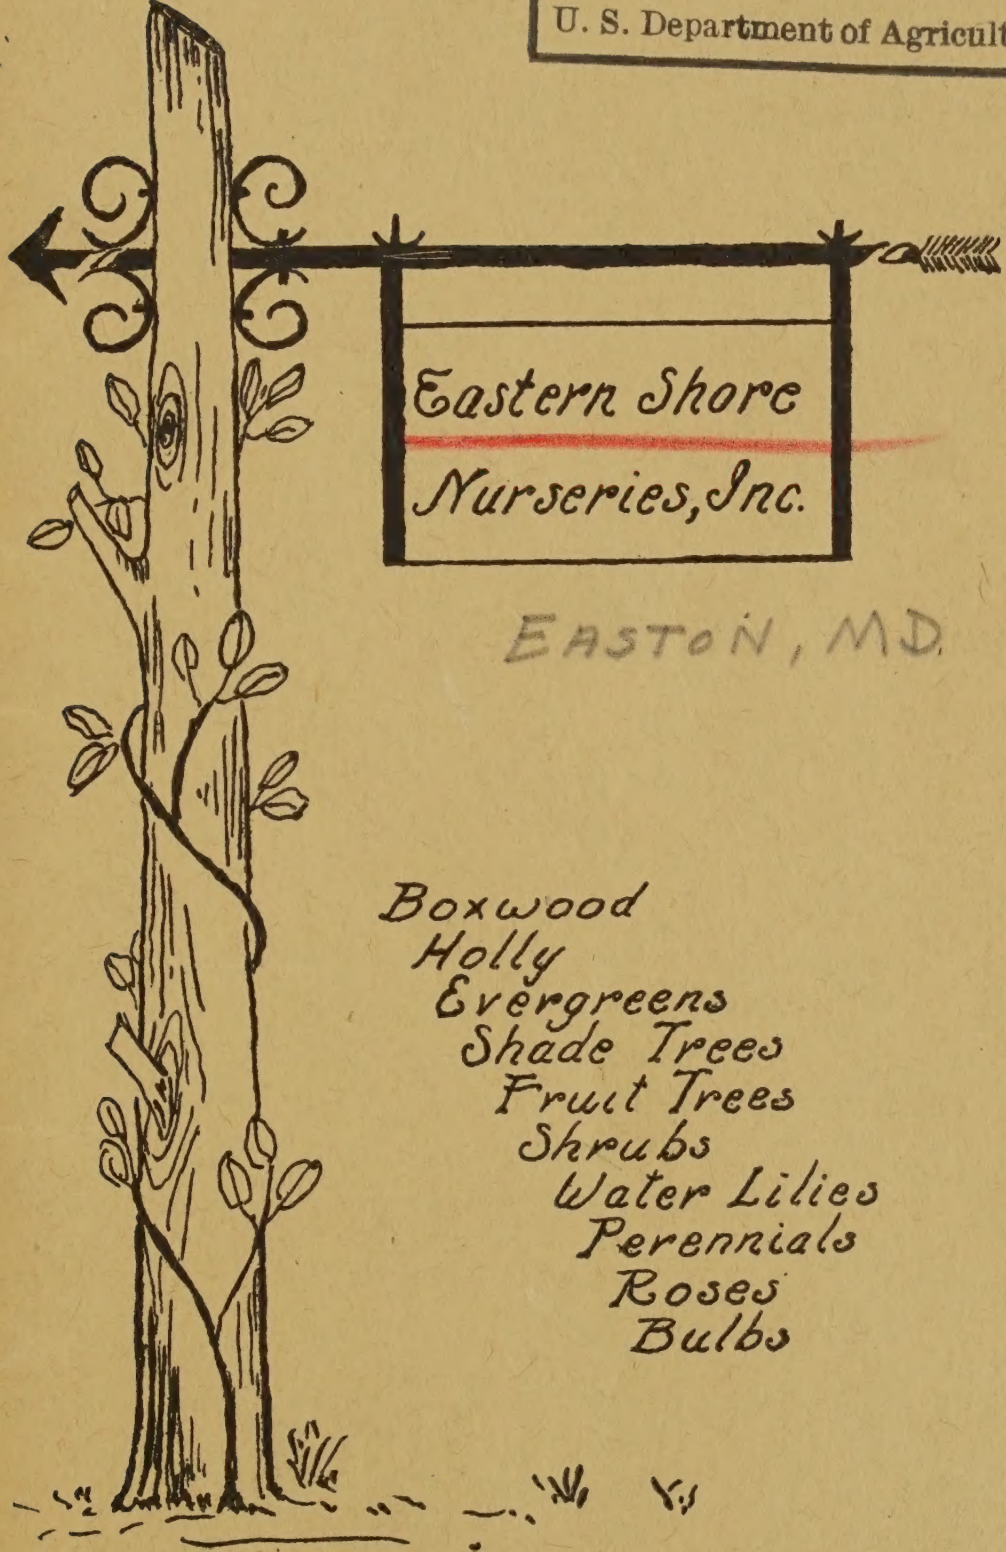 U. S. Department of Agricult
Eastern Shore
Nurseries, Inc.
EASTON, MD.
Boxwood
Holly
Evergreens
Shade Trees
Fruit Trees
Shrubs
Water Lilies
Perennials
Roses
Bulbs